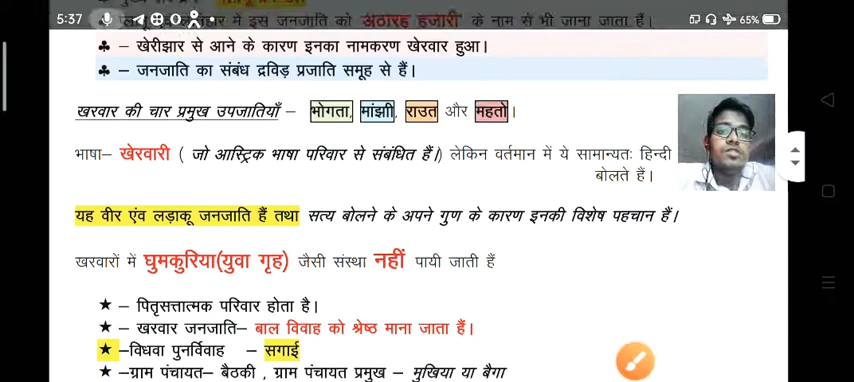 5:37
65%
इस जनजाति को अठारह हजारी के नाम से भी जाना जाता हैं।
♣ – खेरीझार से आने के कारण इनका नामकरण खेरवार हुआ।
♣ – जनजाति का संबंध द्रविड़ प्रजाति समूह से हैं।
खरवार की चार प्रमुख उपजातियाँ – भोगता, मांझी, राउत और महतो।
भाषा– खेरवारी ( जो आस्ट्रिक भाषा परिवार से संबंधित हैं।) लेकिन वर्तमान में ये सामान्यतः हिन्दी
बोलते हैं।
यह वीर एंव लड़ाकू जनजाति हैं तथा सत्य बोलने के अपने गुण के कारण इनकी विशेष पहचान हैं।
खरवारों में घुमकुरिया(युवा गृह) जैसी संस्था नहीं पायी जाती हैं
★ – पितृसत्तात्मक परिवार होता है।
★ – खरवार जनजाति– बाल विवाह को श्रेष्ठ माना जाता हैं।
★ –विधवा पुनर्विवाह – सगाई
★ –ग्राम पंचायत– बैठकी , ग्राम पंचायत प्रमुख – मुखिया या बैगा